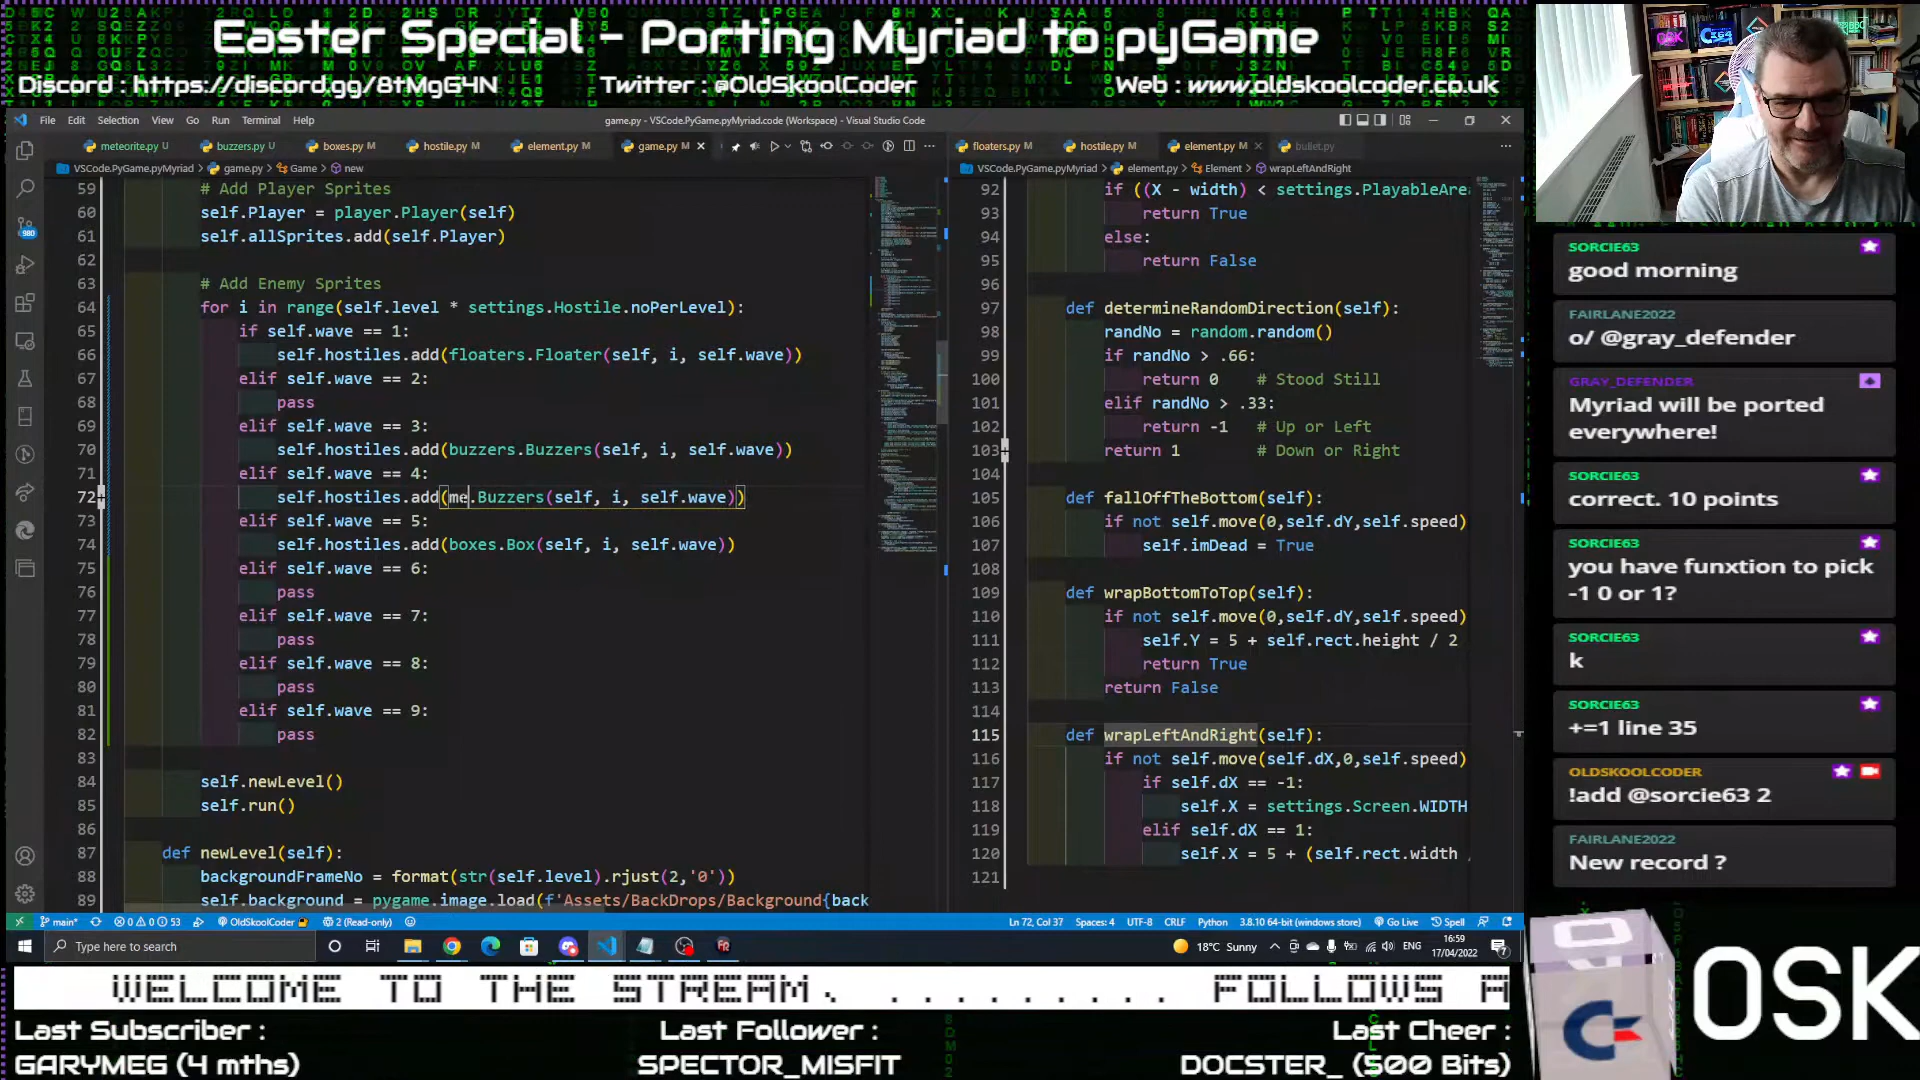 Easter Special - Porting Myriad to pyGame
Discord : https://discord.gg/8tMgG4N
Twitter : @OldSkoolCoder
Web : www.oldskoolcoder.co.uk
File Edit Selection View Go Run Terminal Help
game.py - VSCode.PyGame.pyMyriad.code (Workspace) - Visual Studio Code
meteorite.py U
buzzers.py U
boxes.py M
hostile.py M
element.py M
game.py M
floaters.py M
hostile.py M
element.py M
bullet.py
VSCode.PyGame.pyMyriad > game.py > Game > new
VSCode.PyGame.pyMyriad > element.py > Element > wrapLeftAndRight
59 # Add Player Sprites
60 self.Player = player.Player(self)
61 self.allSprites.add(self.Player)
62
63 # Add Enemy Sprites
64 for i in range(self.level * settings.Hostile.noPerLevel):
65 if self.wave == 1:
66 self.hostiles.add(floaters.Floater(self, i, self.wave))
67 elif self.wave == 2:
68 pass
69 elif self.wave == 3:
70 self.hostiles.add(buzzers.Buzzers(self, i, self.wave))
71 elif self.wave == 4:
72 self.hostiles.add(me.Buzzers(self, i, self.wave))
73 elif self.wave == 5:
74 self.hostiles.add(boxes.Box(self, i, self.wave))
75 elif self.wave == 6:
76 pass
77 elif self.wave == 7:
78 pass
79 elif self.wave == 8:
80 pass
81 elif self.wave == 9:
82 pass
83
84 self.newLevel()
85 self.run()
86
87 def newLevel(self):
88 backgroundFrameNo = format(str(self.level).rjust(2,'0'))
89 self.background = pygame.image.load(f'Assets/BackDrops/Background{back
92 if ((X - width) < settings.PlayableArea
93 return True
94 else:
95 return False
96
97 def determineRandomDirection(self):
98 randNo = random.random()
99 if randNo > .66:
100 return 0 # Stood Still
101 elif randNo > .33:
102 return -1 # Up or Left
103 return 1 # Down or Right
104
105 def fallOffTheBottom(self):
106 if not self.move(0,self.dY,self.speed)
107 self.imDead = True
108
109 def wrapBottomToTop(self):
110 if not self.move(0,self.dY,self.speed)
111 self.Y = 5 + self.rect.height / 2
112 return True
113 return False
114
115 def wrapLeftAndRight(self):
116 if not self.move(self.dX,0,self.speed)
117 if self.dX == -1:
118 self.X = settings.Screen.WIDTH
119 elif self.dX == 1:
120 self.X = 5 + (self.rect.width /
121
main* 0 0 53 OldSkoolCoder 2 (Read-only)
Ln 72, Col 37 Spaces: 4 UTF-8 CRLF Python 3.8.10 64-bit (windows store) Go Live Spell
Type here to search
18°C Sunny
ENG
16:59
17/04/2022
SORCIE63
good morning
FAIRLANE2022
o/ @gray_defender
GRAY_DEFENDER
Myriad will be ported
everywhere!
SORCIE63
correct. 10 points
SORCIE63
you have funxtion to pick
-1 0 or 1?
SORCIE63
k
SORCIE63
+=1 line 35
OLDSKOOLCODER
!add @sorcie63 2
FAIRLANE2022
New record ?
OSK
WELCOME TO THE STREAM. ......... FOLLOWS A
Last Subscriber :
GARYMEG (4 mths)
Last Follower :
SPECTOR_MISFIT
Last Cheer :
DOCSTER_ (500 Bits)